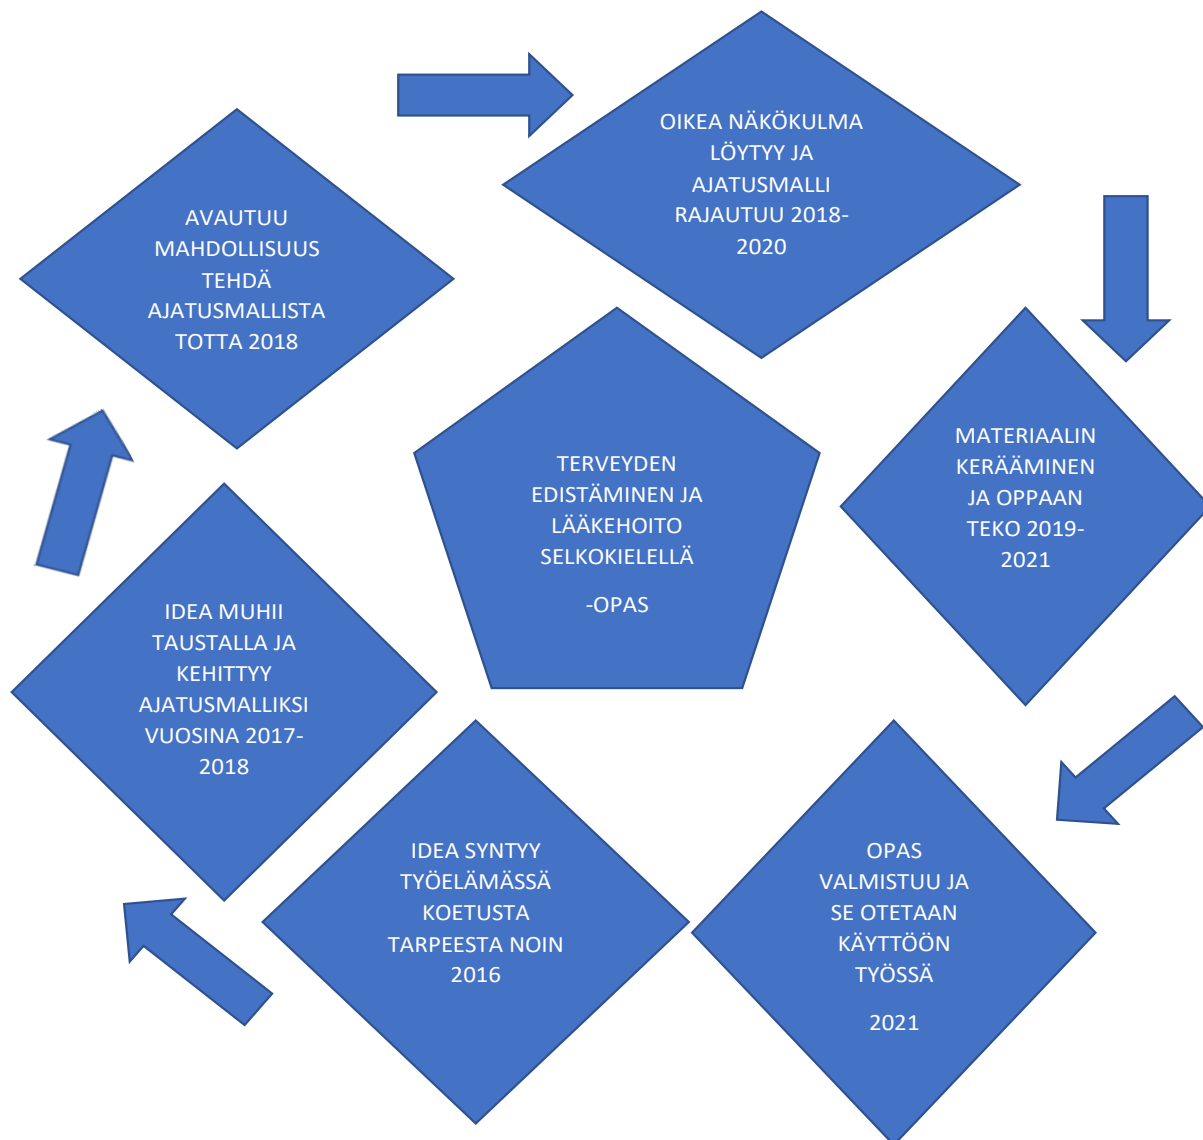 OIKEA NÄKÖKULMA
LÖYTYY JA
AJATUSMALLI
RAJAUTUU 2018-
2020
AVAUTUU
MAHDOLLISUUS
TEHDÄ
AJATUSMALLISTA
TOTTA 2018
MATERIAALIN
KERÄÄMINEN
JA OPPAAN
TEKO 2019-
2021
TERVEYDEN
EDISTÄMINEN JA
LÄÄKEHOITO
SELKOKIELELLÄ
-OPAS
IDEA MUHII
TAUSTALLA JA
KEHITTYY
AJATUSMALLIKSI
VUOSINA 2017-
2018
IDEA SYNTYY
TYÖELÄMÄSSÄ
KOETUSTA
TARPEESTA NOIN
2016
OPAS
VALMISTUU JA
SE OTETAAN
KÄYTTÖÖN
TYÖSSÄ
2021